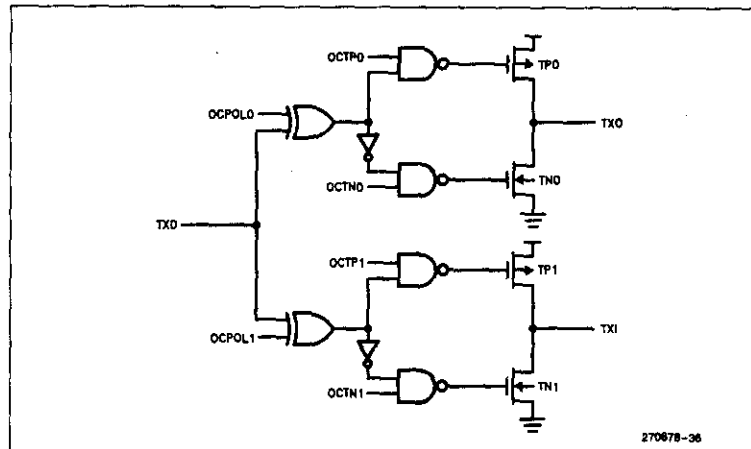 OCTP0
TP0
OCPOL0
TX0
OCTN0
TN0
TXD
OCTP1
TP1
OCPOL1
TX1
OCTN1
TN1
270678-36